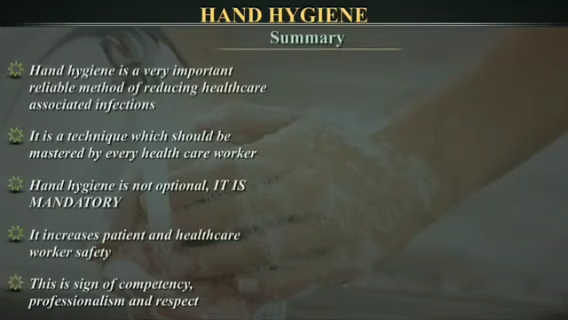 HAND HYGIENE
Summary
Hand hygiene is a very important
reliable method of reducing healthcare
associated infections
It is a technique which should be
mastered by every health care worker
Hand hygiene is not optional, IT IS
MANDATORY
It increases patient and healthcare
worker safety
This is sign of competency,
professionalism and respect